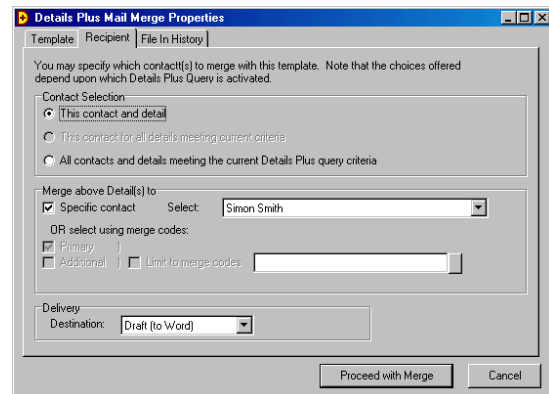 Details Plus Mail Merge Properties
Template Recipient File In History
You may specify which contactt(s) to merge with this template. Note that the choices offered
depend upon which Details Plus Query is activated.
Contact Selection
This contact and detail
This contact for all details meeting current criteria
All contacts and details meeting the current Details Plus query criteria
Merge above Detail(s) to
Specific contact Select: Simon Smith
OR select using merge codes:
Primary )
Additional ) Limit to merge codes:
Delivery
Destination: Draft (to Word)
Proceed with Merge Cancel